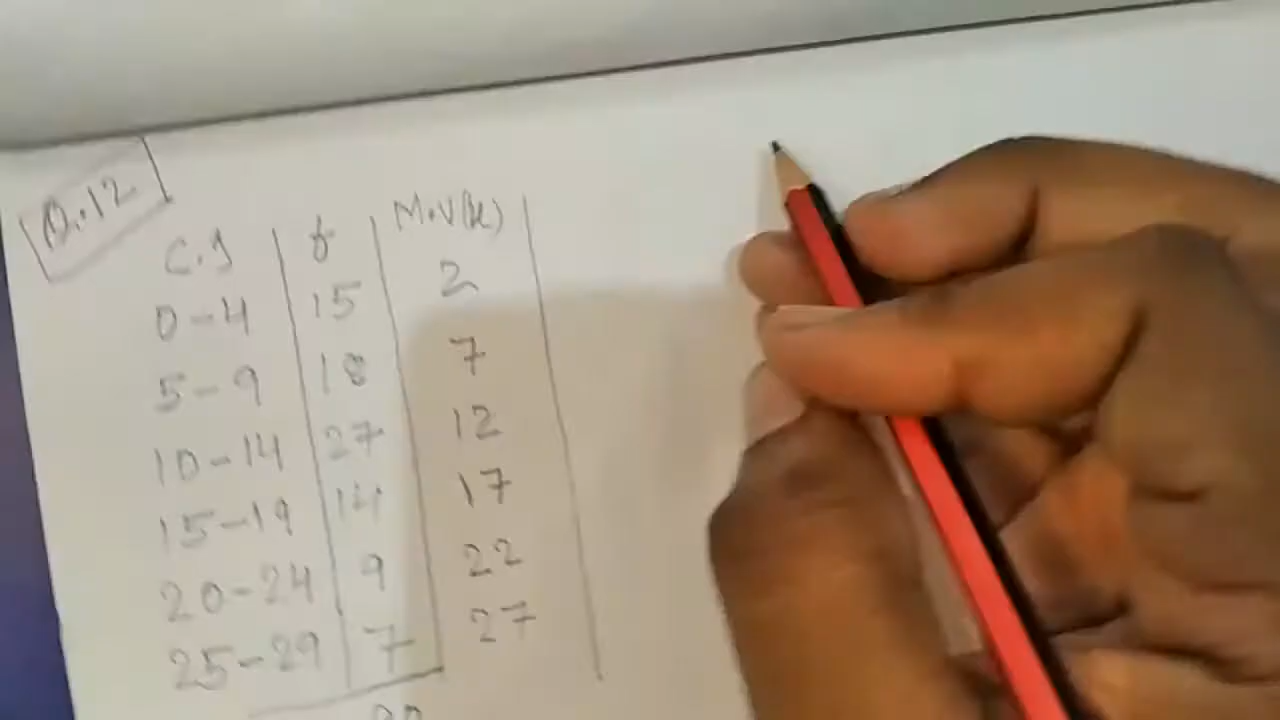 Q.12
C.I f M.V(x)
0-4 15 2
5-9 18 7
10-14 27 12
15-19 14 17
20-24 9 22
25-29 7 27
90